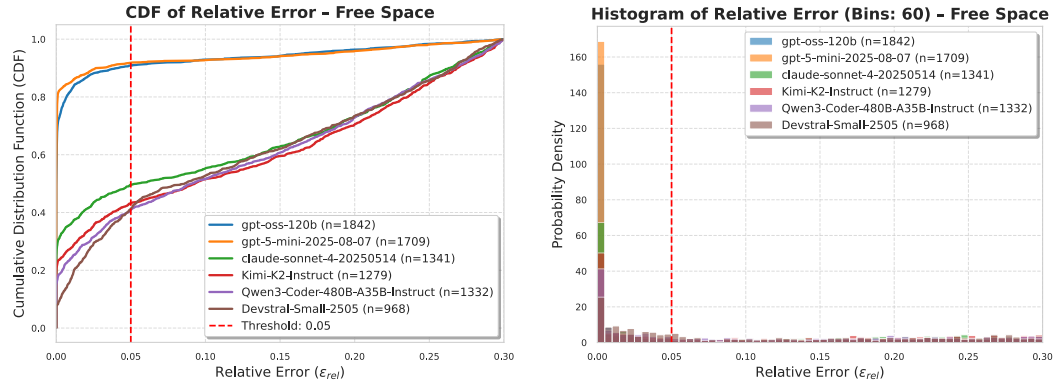 CDF of Relative Error – Free Space
Cumulative Distribution Function (CDF)
1.0
0.8
0.6
0.4
0.2
0.0
gpt-oss-120b (n=1842)
gpt-5-mini-2025-08-07 (n=1709)
claude-sonnet-4-20250514 (n=1341)
Kimi-K2-Instruct (n=1279)
Qwen3-Coder-480B-A35B-Instruct (n=1332)
Devstral-Small-2505 (n=968)
Threshold: 0.05
0.00 0.05 0.10 0.15 0.20 0.25 0.30
Relative Error (ε_rel)
Histogram of Relative Error (Bins: 60) – Free Space
Probability Density
160
140
120
100
80
60
40
20
0
gpt-oss-120b (n=1842)
gpt-5-mini-2025-08-07 (n=1709)
claude-sonnet-4-20250514 (n=1341)
Kimi-K2-Instruct (n=1279)
Qwen3-Coder-480B-A35B-Instruct (n=1332)
Devstral-Small-2505 (n=968)
0.00 0.05 0.10 0.15 0.20 0.25 0.30
Relative Error (ε_rel)